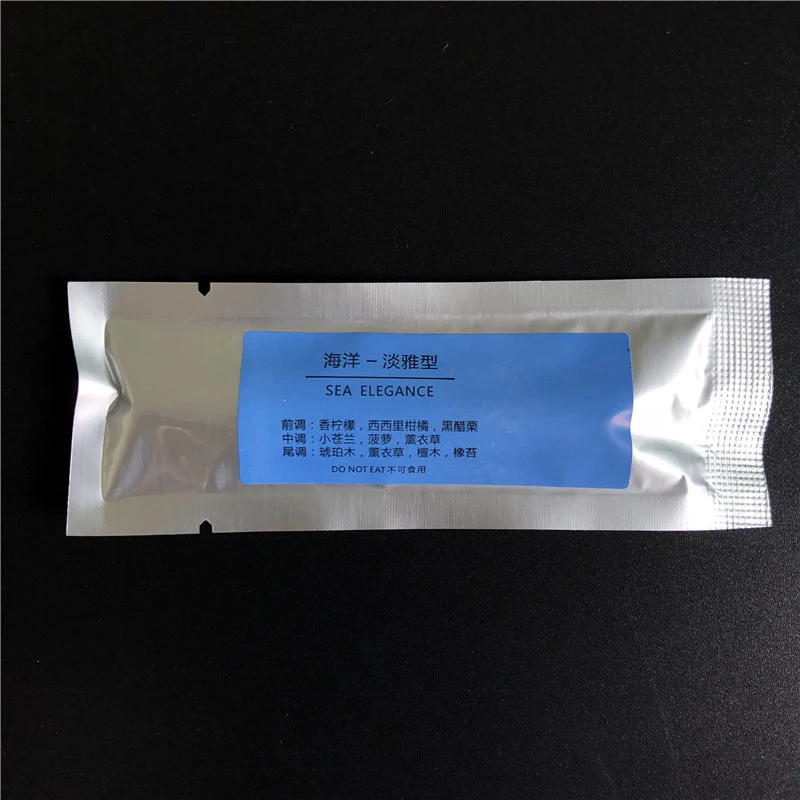 海洋 – 淡雅型
SEA ELEGANCE
前调：香柠檬，西西里柑橘，黑醋栗
中调：小苍兰，菠萝，薰衣草
尾调：琥珀木，薰衣草，檀木，橡苔
DO NOT EAT 不可食用